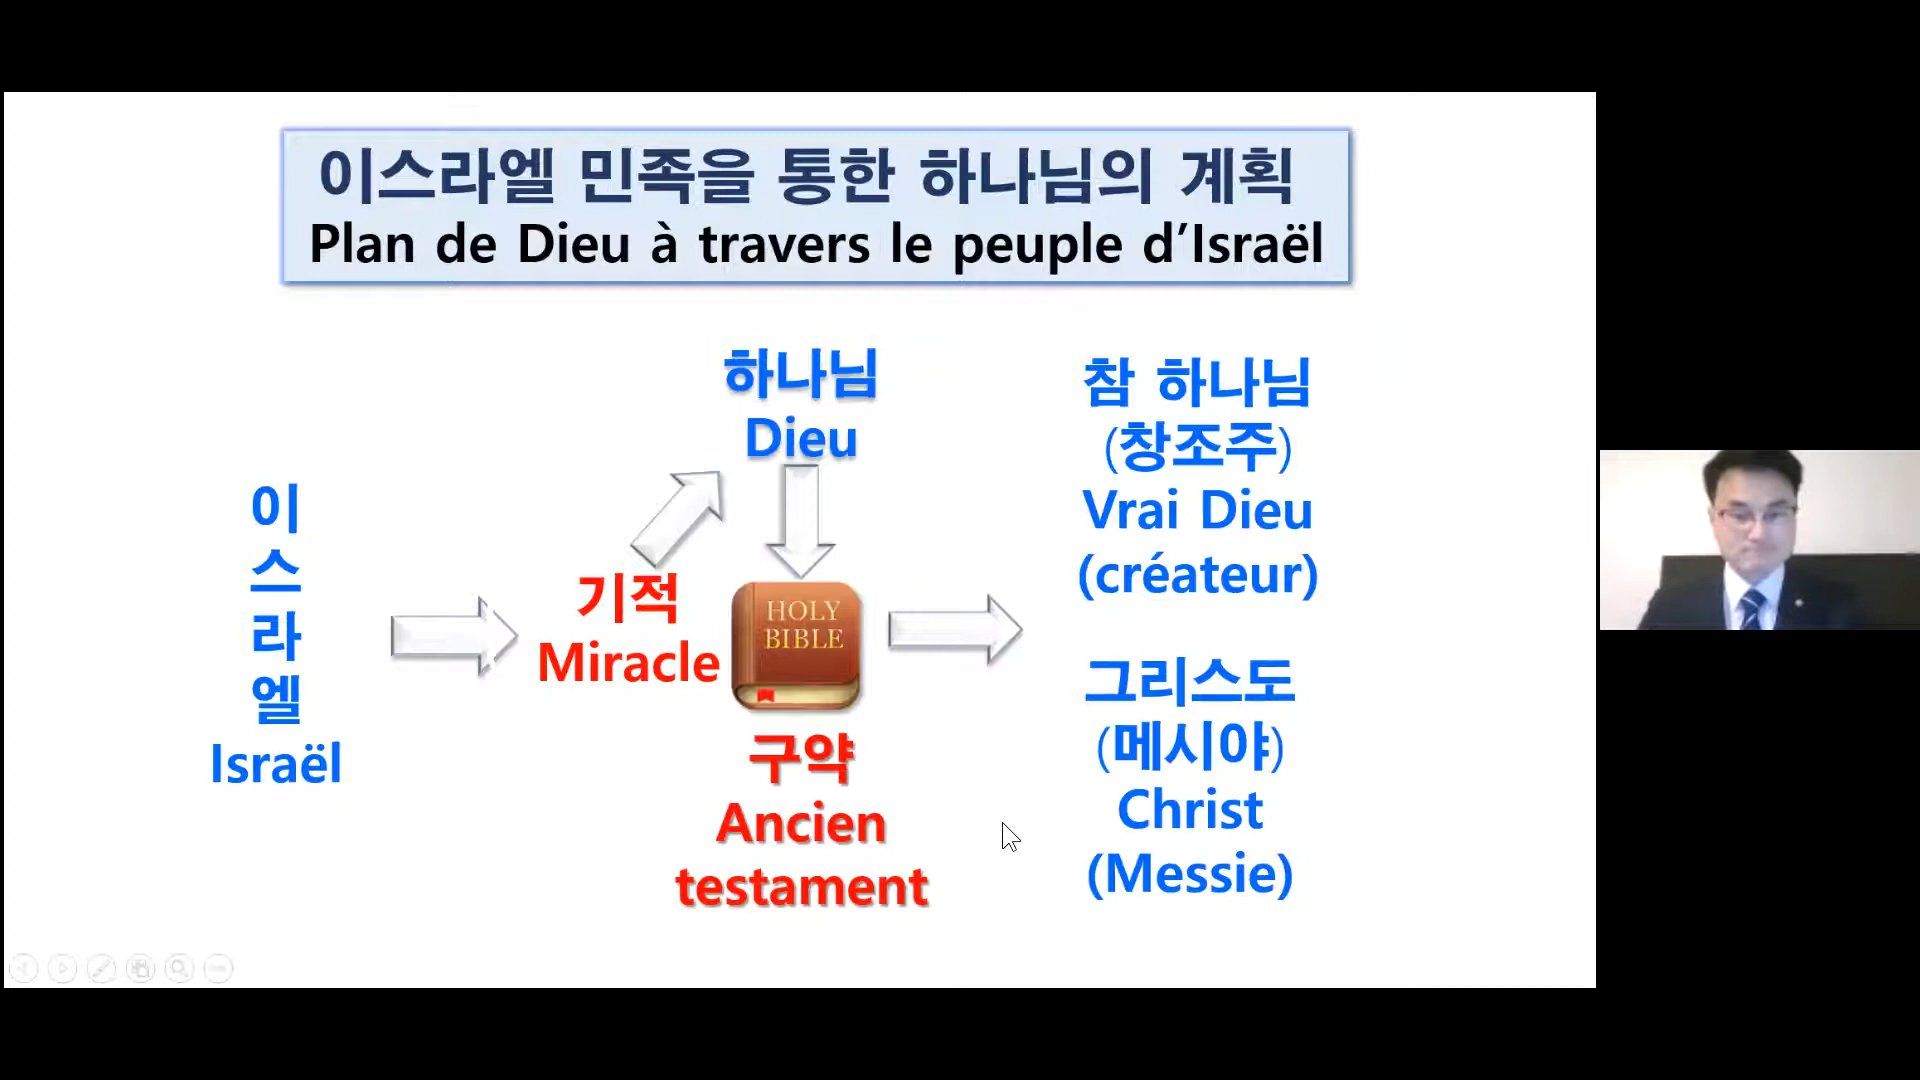 이스라엘 민족을 통한 하나님의 계획
Plan de Dieu à travers le peuple d’Israël
이
스
라
엘
Israël
기적
Miracle
하나님
Dieu
HOLY
BIBLE
구약
Ancien
testament
참 하나님
(창조주)
Vrai Dieu
(créateur)
그리스도
(메시야)
Christ
(Messie)